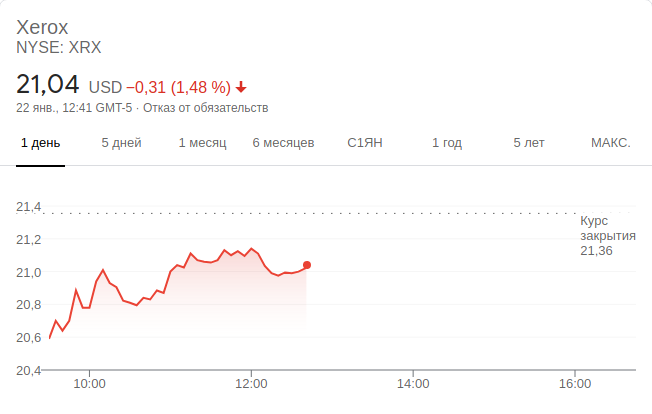 Xerox
NYSE: XRX
21,04 USD −0,31 (1,48 %)
22 янв., 12:41 GMT-5 · Отказ от обязательств
1 день 5 дней 1 месяц 6 месяцев С1ЯН 1 год 5 лет МАКС.
21,4
Курс
закрытия
21,36
21,2
21,0
20,8
20,6
20,4
10:00 12:00 14:00 16:00